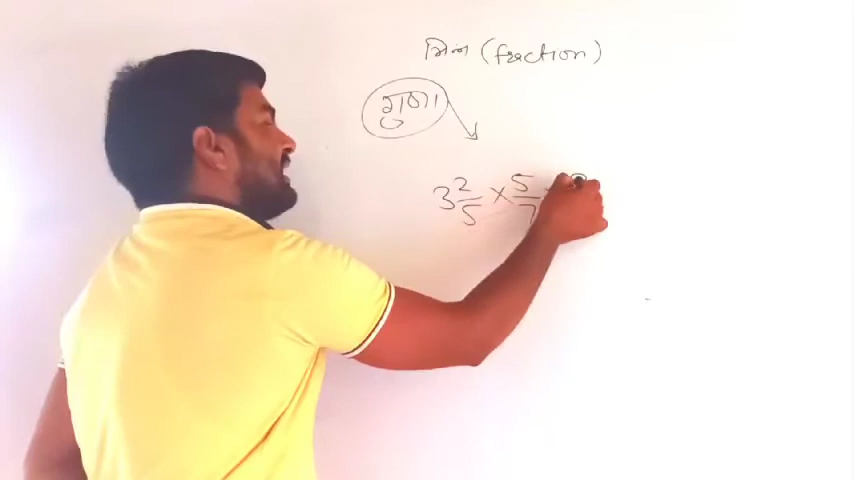 भिन्न (fraction)
गुणा
3 2/5 × 5/7 ×